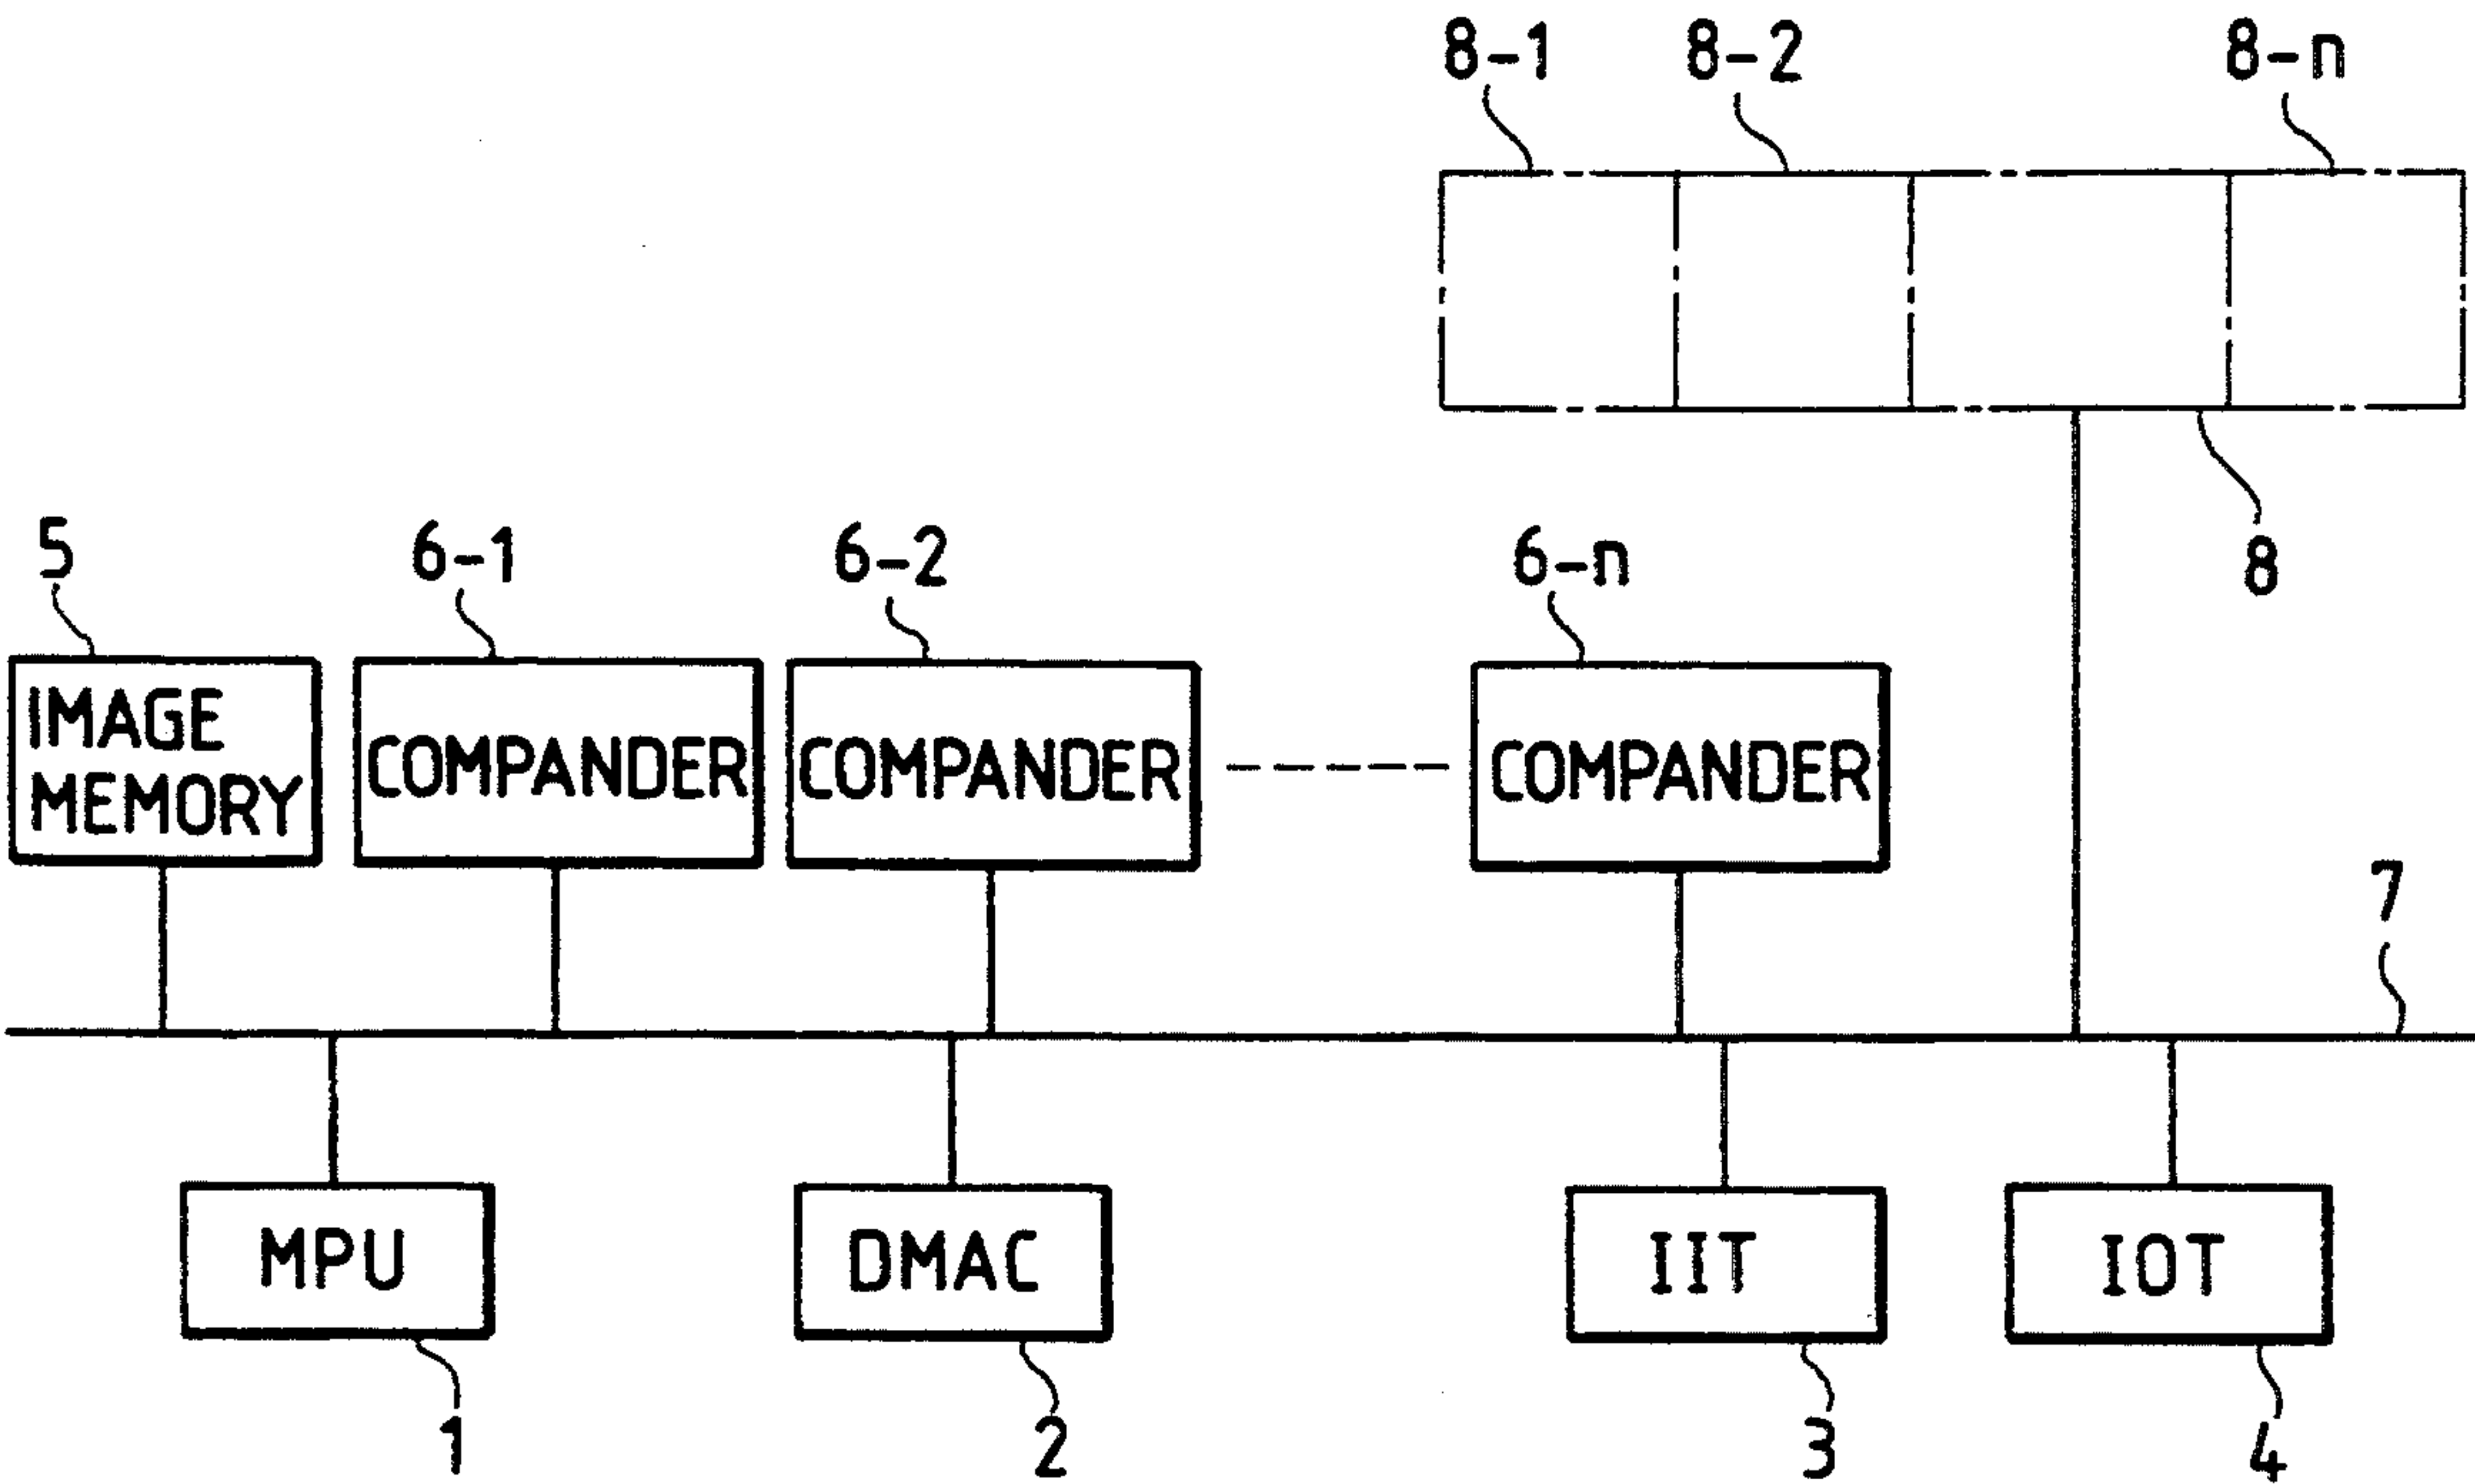 8-1 8-2 8-n
8
5 6-1 6-2 6-n
IMAGE
MEMORY
COMPANDER COMPANDER COMPANDER
7
MPU DMAC IIT IOT
1 2 3 4